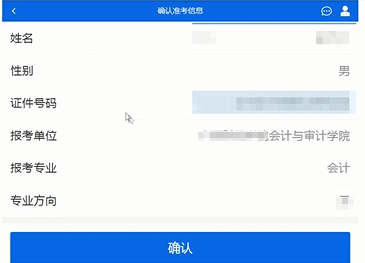 确认准考信息
姓名
性别 男
证件号码
报考单位 会计与审计学院
报考专业 会计
专业方向
确认